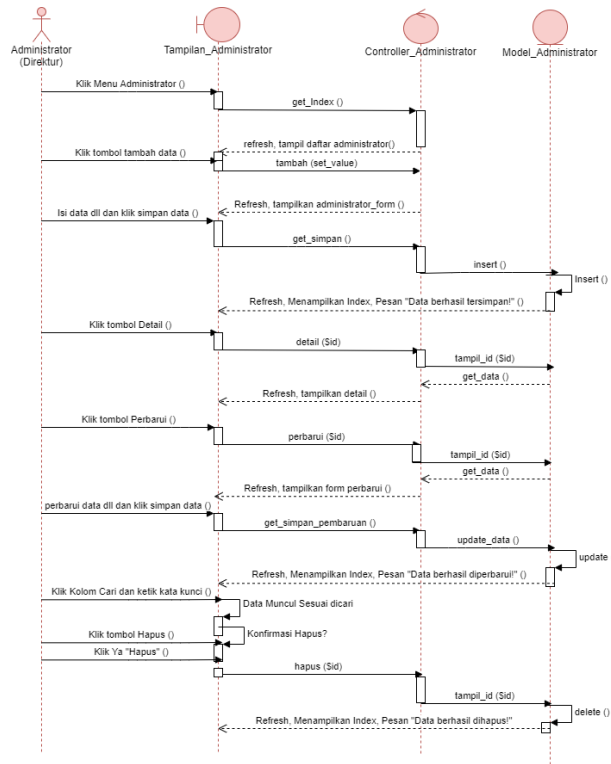 Administrator
(Direktur)
Tampilan_Administrator
Controller_Administrator
Model_Administrator
Klik Menu Administrator ()
get_Index ()
refresh, tampil daftar administrator()
Klik tombol tambah data ()
tambah (set_value)
Refresh, tampilkan administrator_form ()
Isi data dll dan klik simpan data ()
get_simpan ()
insert ()
Insert ()
Refresh, Menampilkan Index, Pesan "Data berhasil tersimpan!" ()
Klik tombol Detail ()
detail ($id)
tampil_id ($id)
get_data ()
Refresh, tampilkan detail ()
Klik tombol Perbarui ()
perbarui ($id)
tampil_id ($id)
get_data ()
Refresh, tampilkan form perbarui ()
perbarui data dll dan klik simpan data ()
get_simpan_pembaruan ()
update_data ()
update
Refresh, Menampilkan Index, Pesan "Data berhasil diperbarui!" ()
Klik Kolom Cari dan ketik kata kunci ()
Data Muncul Sesuai dicari
Klik tombol Hapus ()
Konfirmasi Hapus?
Klik Ya "Hapus" ()
hapus ($id)
tampil_id ($id)
delete ()
Refresh, Menampilkan Index, Pesan "Data berhasil dihapus!"